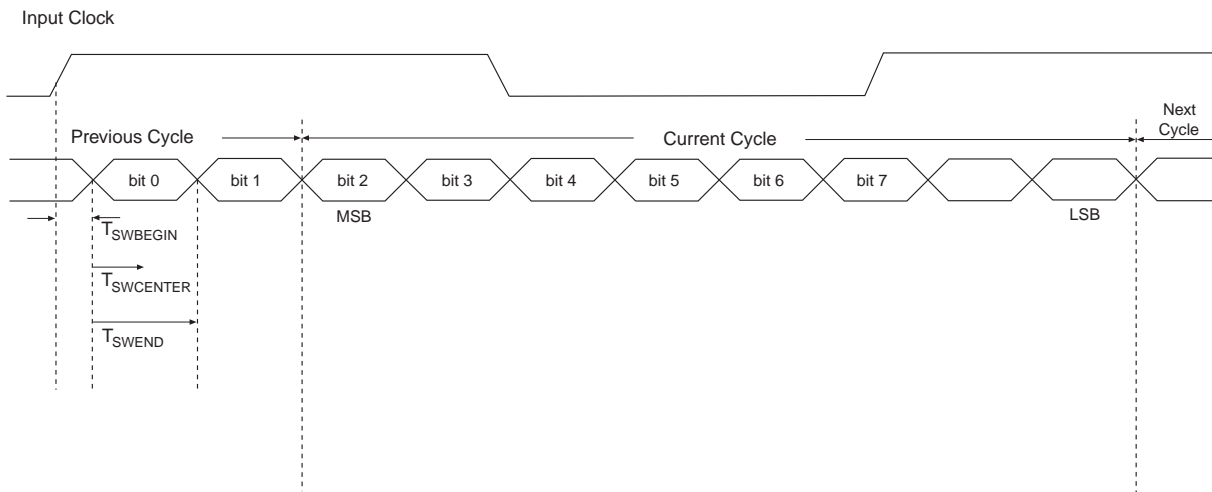 Input Clock
Previous Cycle
Current Cycle
Next
Cycle
bit 0
bit 1
bit 2
bit 3
bit 4
bit 5
bit 6
bit 7
MSB
LSB
TSWBEGIN
TSWCENTER
TSWEND